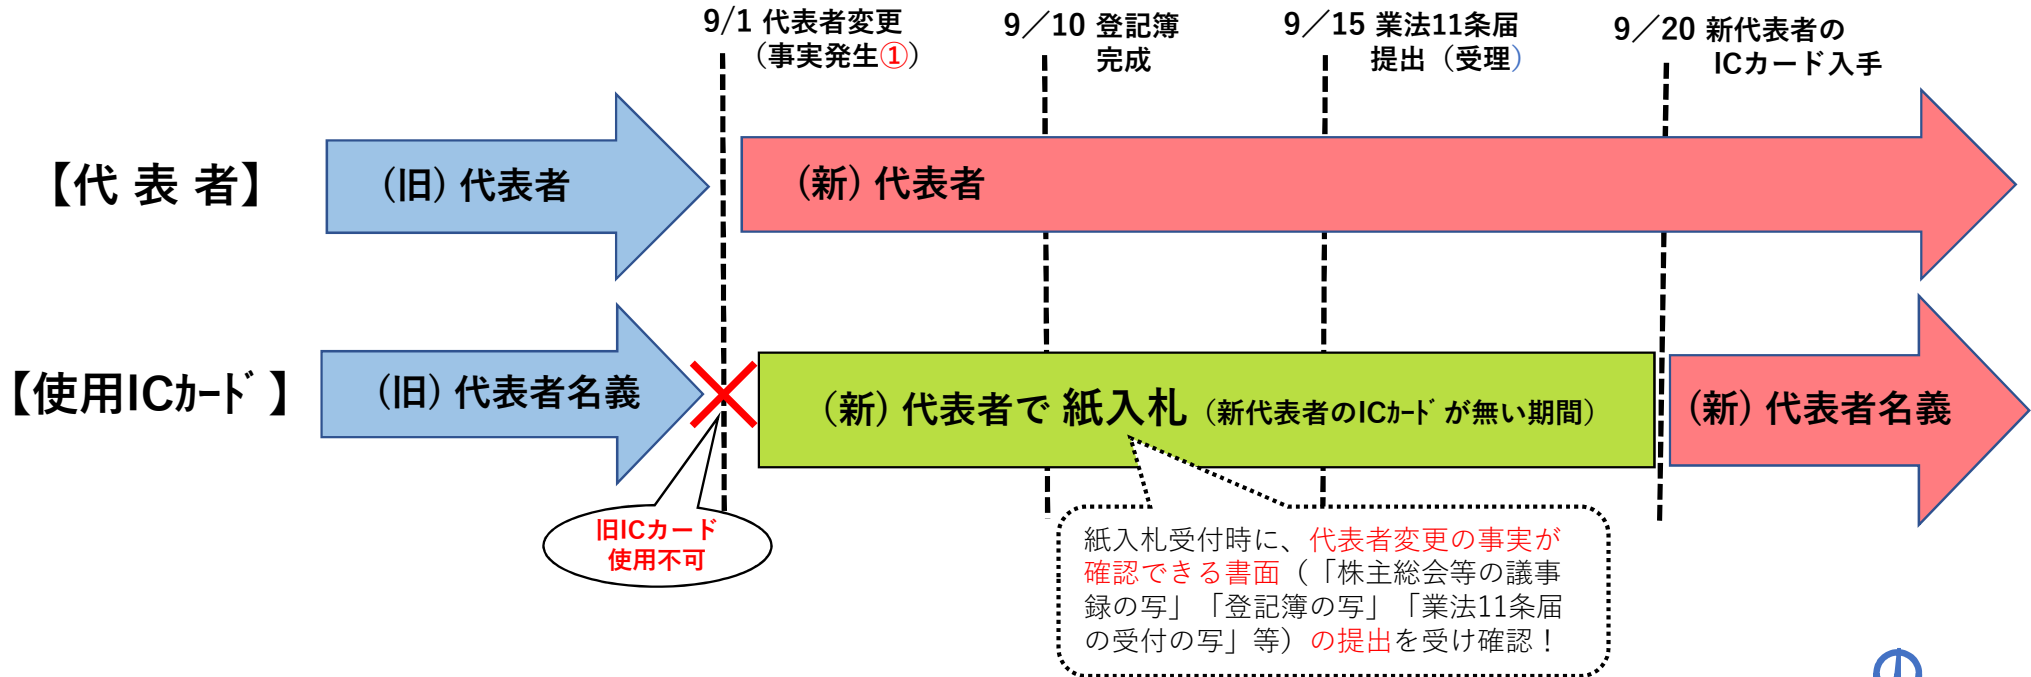 9/1 代表者変更
（事実発生①）
9／10 登記簿
完成
9／15 業法11条届
提出（受理）
9／20 新代表者の
ICカード入手
【代 表 者】
(旧) 代表者
(新) 代表者
【使用ICｶｰﾄﾞ】
(旧) 代表者名義
(新) 代表者で 紙入札（新代表者のICｶｰﾄﾞが無い期間）
(新) 代表者名義
旧ICカード
使用不可
紙入札受付時に、代表者変更の事実が
確認できる書面（「株主総会等の議事
録の写」「登記簿の写」「業法11条届
の受付の写」等）の提出を受け確認！